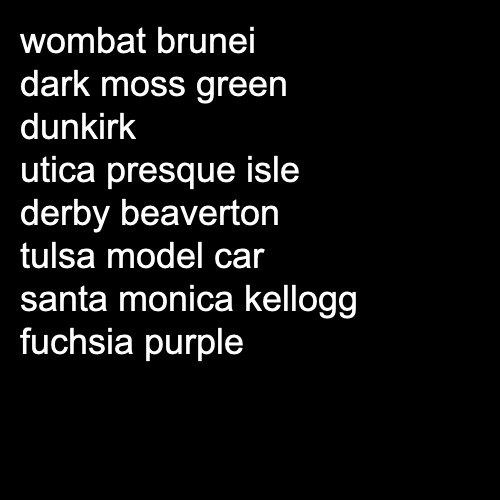 wombat brunei
dark moss green
dunkirk
utica presque isle
derby beaverton
tulsa model car
santa monica kellogg
fuchsia purple